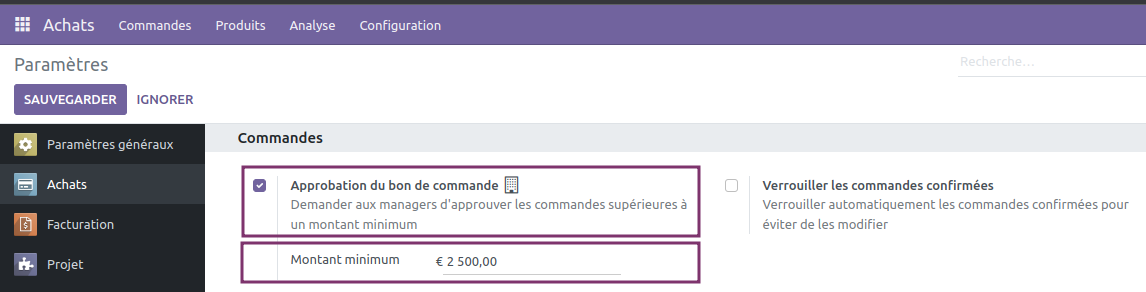 Achats Commandes Produits Analyse Configuration
Paramètres
Recherche...
SAUVEGARDER IGNORER
Paramètres généraux
Achats
Facturation
Projet
Commandes
Approbation du bon de commande
Demander aux managers d'approuver les commandes supérieures à
un montant minimum
Montant minimum € 2 500,00
Verrouiller les commandes confirmées
Verrouiller automatiquement les commandes confirmées pour
éviter de les modifier